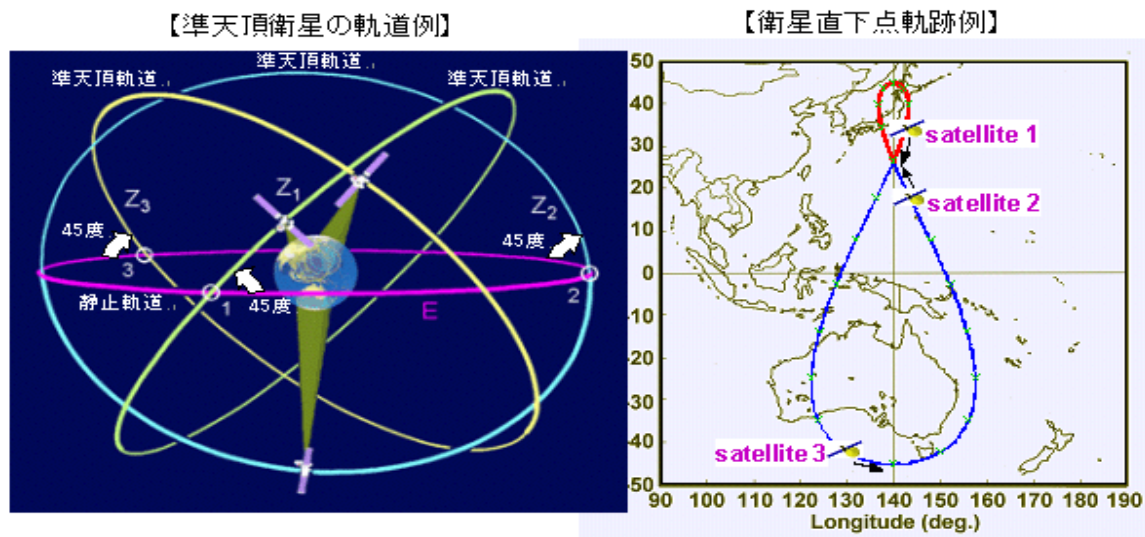 【準天頂衛星の軌道例】
準天頂軌道
準天頂軌道
準天頂軌道
Z3
Z1
Z2
45度
45度
3
2
静止軌道
1
45度
E
【衛星直下点軌跡例】
50
40
30
20
10
0
-10
-20
-30
-40
-50
satellite 1
satellite 2
satellite 3
90 100 110 120 130 140 150 160 170 180 190
Longitude (deg.)